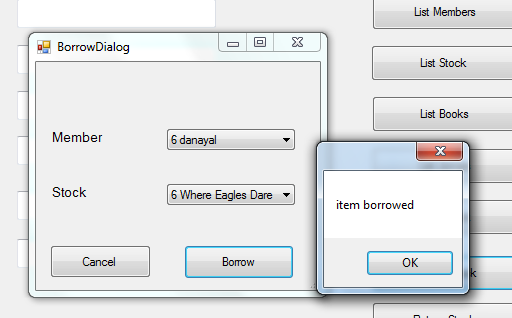 List Members
BorrowDialog
List Stock
List Books
Member
6 danayal
Stock
6 Where Eagles Dare
item borrowed
Cancel
Borrow
OK